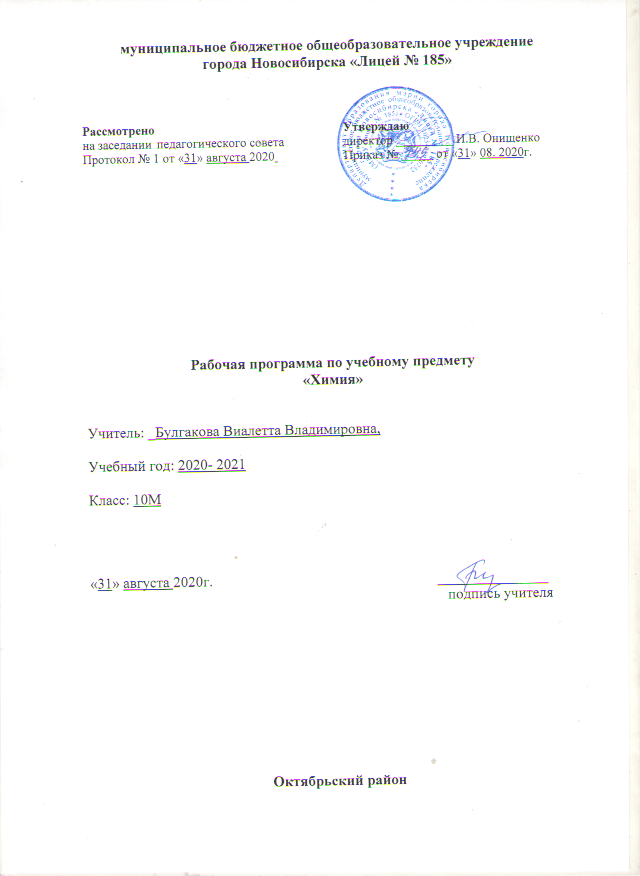 муниципальное бюджетное общеобразовательное учреждение
города Новосибирска «Лицей № 185»
Рассмотрено
на заседании педагогического совета
Протокол № 1 от «31» августа 2020
Утверждаю
директор И.В. Онищенко
Приказ № от «31» 08. 2020г.
Рабочая программа по учебному предмету
«Химия»
Учитель: Булгакова Виалетта Владимировна,
Учебный год: 2020- 2021
Класс: 10М
«31» августа 2020г.
подпись учителя
Октябрьский район